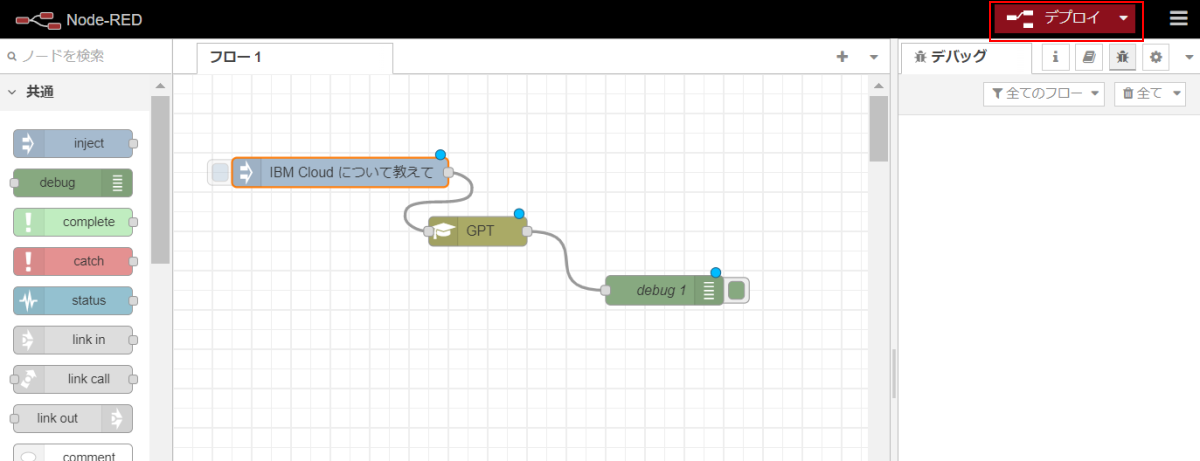 Node-RED
デプロイ
ノードを検索
フロー 1
デバッグ
共通
全てのフロー
全て
inject
debug
complete
catch
status
link in
link call
link out
comment
IBM Cloud について教えて
GPT
debug 1